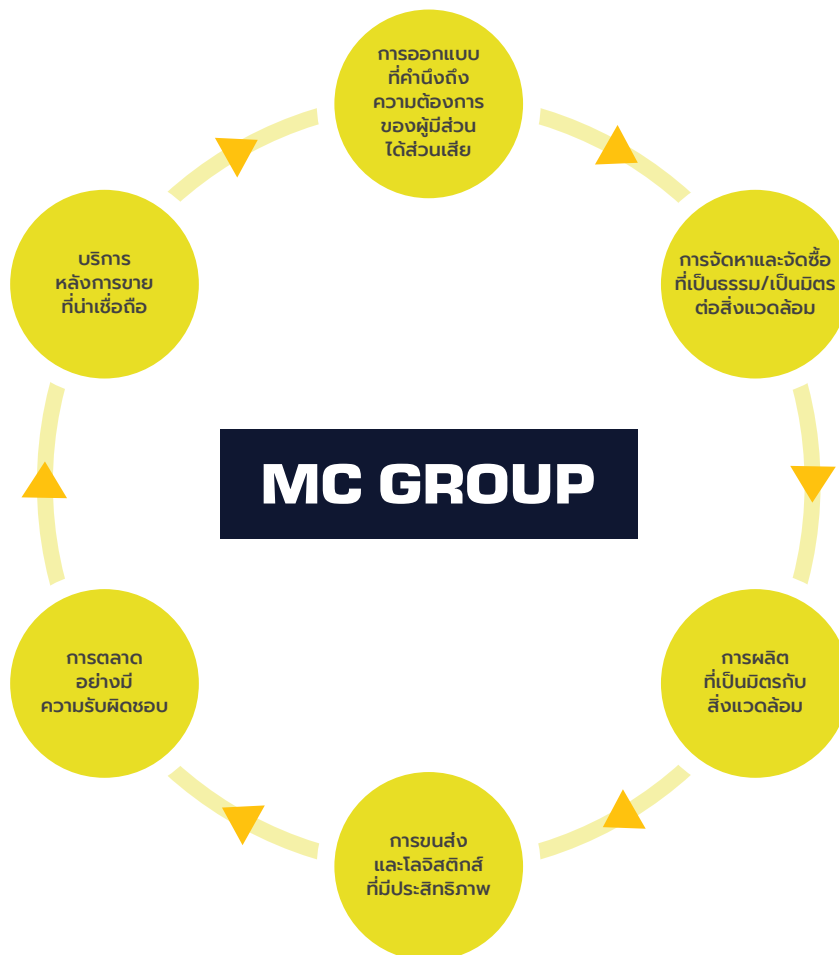 การออกแบบ
ที่คำนึงถึง
ความต้องการ
ของผู้มีส่วน
ได้ส่วนเสีย
บริการ
หลังการขาย
ที่น่าเชื่อถือ
การจัดหาและจัดซื้อ
ที่เป็นธรรม/เป็นมิตร
ต่อสิ่งแวดล้อม
MC GROUP
การตลาด
อย่างมี
ความรับผิดชอบ
การผลิต
ที่เป็นมิตรกับ
สิ่งแวดล้อม
การขนส่ง
และโลจิสติกส์
ที่มีประสิทธิภาพ